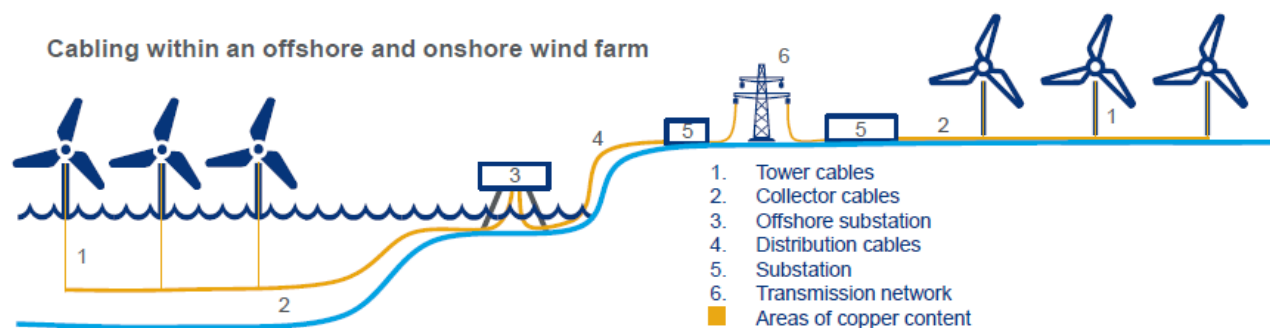 Cabling within an offshore and onshore wind farm
6
1
2
5
5
4
3
1
2
1. Tower cables
2. Collector cables
3. Offshore substation
4. Distribution cables
5. Substation
6. Transmission network
Areas of copper content